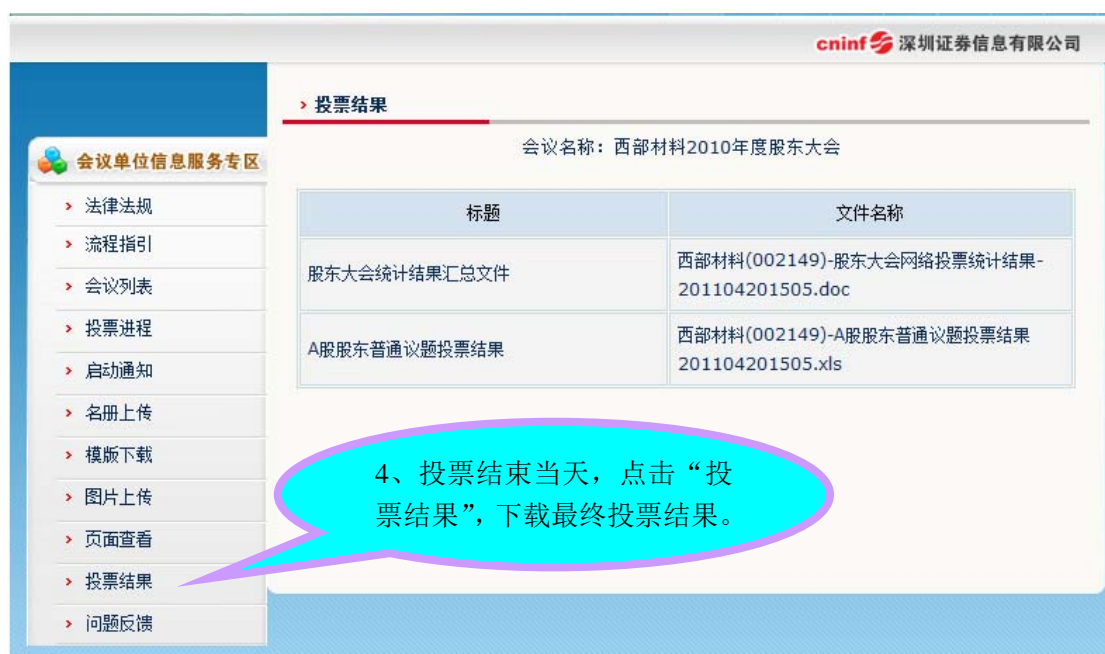 cninf 深圳证券信息有限公司
投票结果
会议名称：西部材料2010年度股东大会
会议单位信息服务专区
法律法规
流程指引
会议列表
投票进程
启动通知
名册上传
模版下载
图片上传
页面查看
投票结果
问题反馈
标题 文件名称
股东大会统计结果汇总文件 西部材料(002149)-股东大会网络投票统计结果-
201104201505.doc
A股股东普通议题投票结果 西部材料(002149)-A股股东普通议题投票结果
201104201505.xls
4、投票结束当天，点击“投
票结果”，下载最终投票结果。